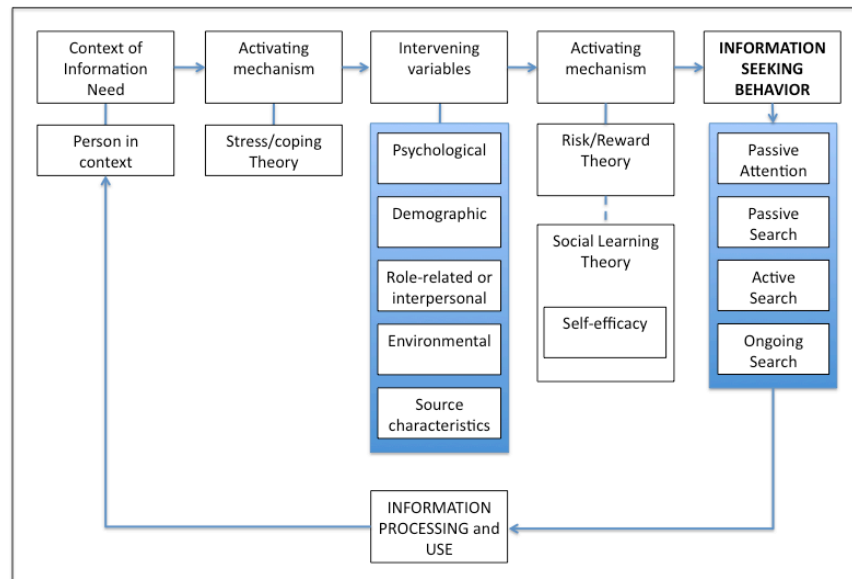 Context of
Information
Need
Activating
mechanism
Intervening
variables
Activating
mechanism
INFORMATION
SEEKING
BEHAVIOR
Person in
context
Stress/coping
Theory
Psychological
Demographic
Role-related or
interpersonal
Environmental
Source
characteristics
Risk/Reward
Theory
Social Learning
Theory
Self-efficacy
Passive
Attention
Passive
Search
Active
Search
Ongoing
Search
INFORMATION
PROCESSING and
USE